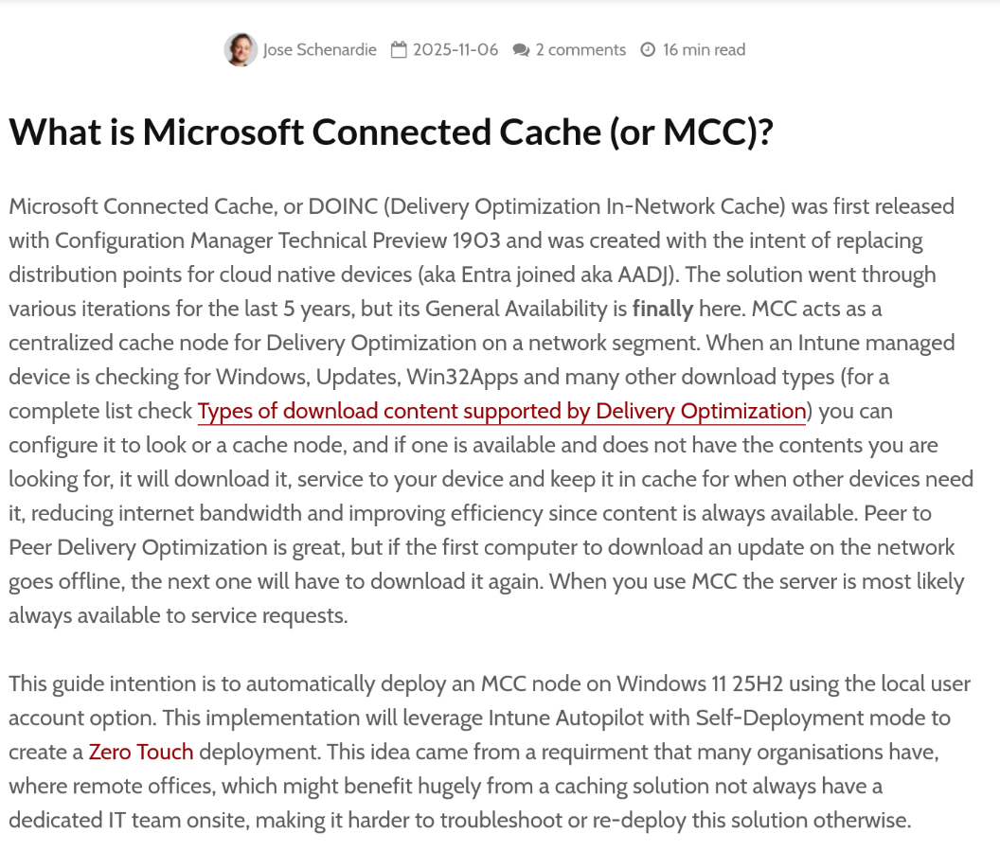 Jose Schenardie 2025-11-06 2 comments 16 min read
What is Microsoft Connected Cache (or MCC)?
Microsoft Connected Cache, or DOINC (Delivery Optimization In-Network Cache) was first released
with Configuration Manager Technical Preview 1903 and was created with the intent of replacing
distribution points for cloud native devices (aka Entra joined aka AADJ). The solution went through
various iterations for the last 5 years, but its General Availability is finally here. MCC acts as a
centralized cache node for Delivery Optimization on a network segment. When an Intune managed
device is checking for Windows, Updates, Win32Apps and many other download types (for a
complete list check Types of download content supported by Delivery Optimization) you can
configure it to look or a cache node, and if one is available and does not have the contents you are
looking for, it will download it, service to your device and keep it in cache for when other devices need
it, reducing internet bandwidth and improving efficiency since content is always available. Peer to
Peer Delivery Optimization is great, but if the first computer to download an update on the network
goes offline, the next one will have to download it again. When you use MCC the server is most likely
always available to service requests.
This guide intention is to automatically deploy an MCC node on Windows 11 25H2 using the local user
account option. This implementation will leverage Intune Autopilot with Self-Deployment mode to
create a Zero Touch deployment. This idea came from a requirment that many organisations have,
where remote offices, which might benefit hugely from a caching solution not always have a
dedicated IT team onsite, making it harder to troubleshoot or re-deploy this solution otherwise.